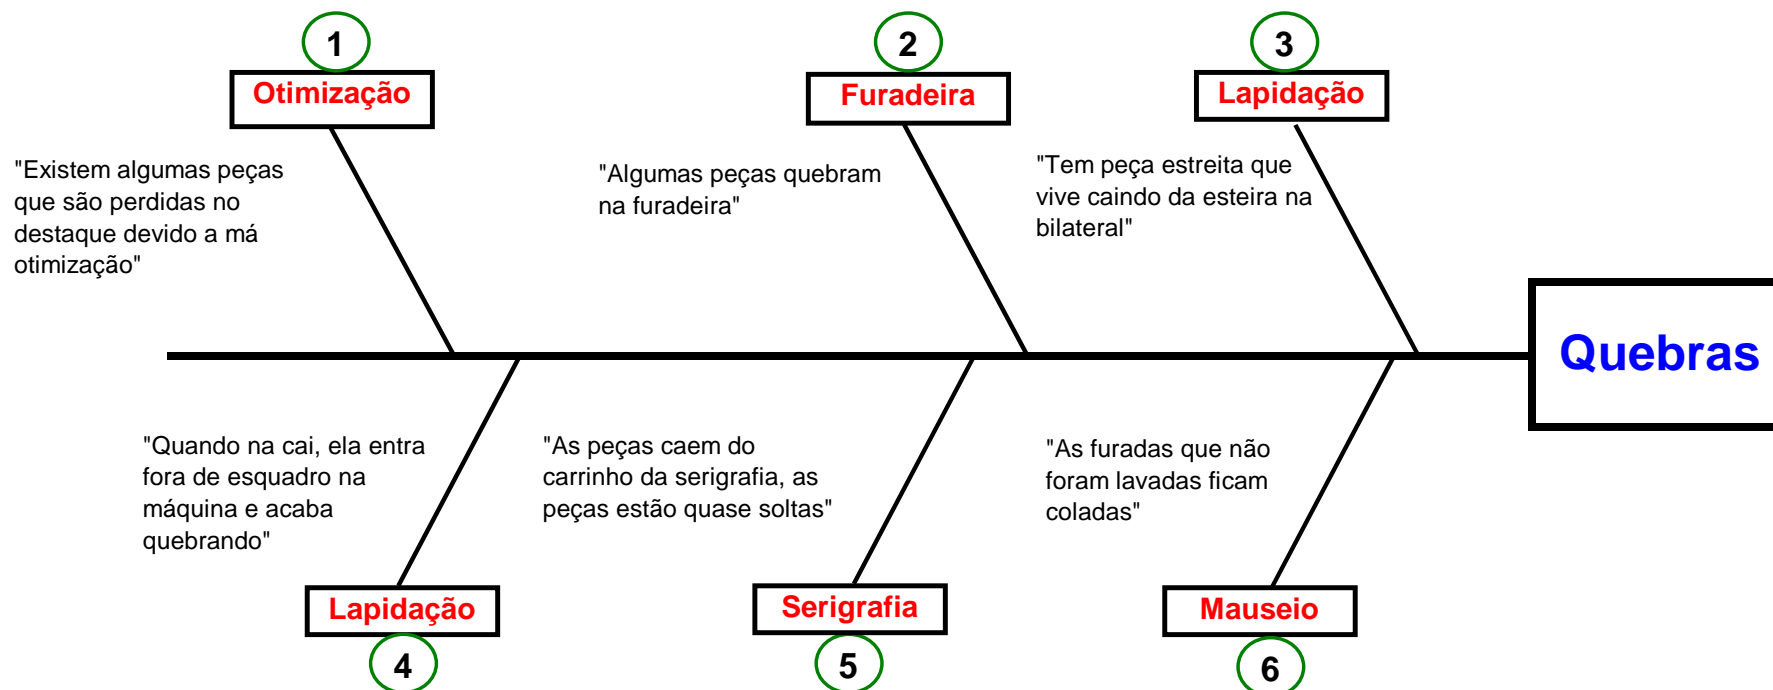 1
Otimização
"Existem algumas peças
que são perdidas no
destaque devido a má
otimização"
2
Furadeira
"Algumas peças quebram
na furadeira"
3
Lapidação
"Tem peça estreita que
vive caindo da esteira na
bilateral"
Quebras
"Quando na cai, ela entra
fora de esquadro na
máquina e acaba
quebrando"
Lapidação
4
"As peças caem do
carrinho da serigrafia, as
peças estão quase soltas"
Serigrafia
5
"As furadas que não
foram lavadas ficam
coladas"
Mauseio
6